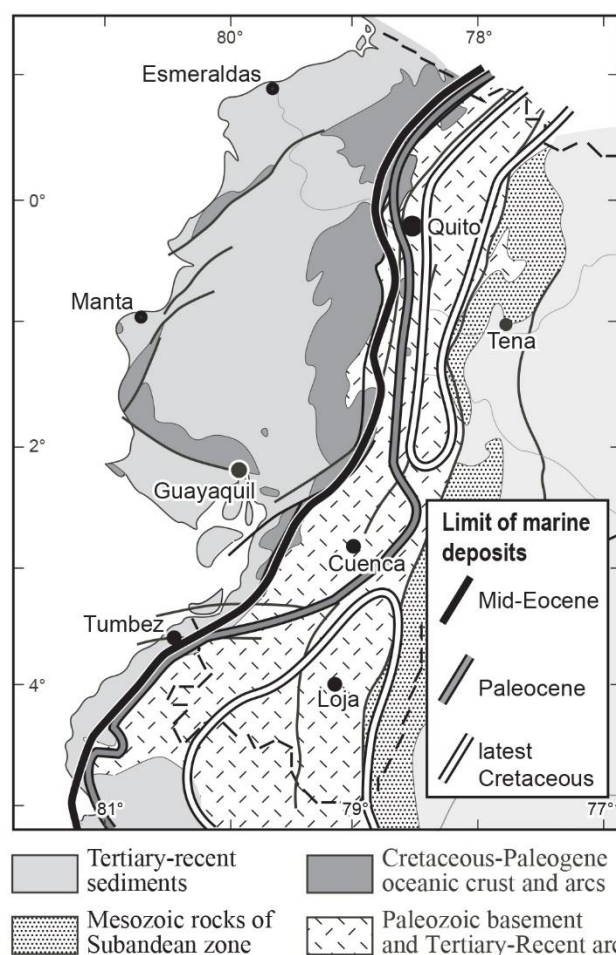 80°
78°
Esmeraldas
0°
Quito
Manta
Tena
2°
Guayaquil
Limit of marine
deposits
Cuenca
Mid-Eocene
Tumbez
Paleocene
4°
Loja
latest
Cretaceous
81°
79°
77°
Tertiary-recent
sediments
Cretaceous-Paleogene
oceanic crust and arcs
Mesozoic rocks of
Subandean zone
Paleozoic basement
and Tertiary-Recent arc